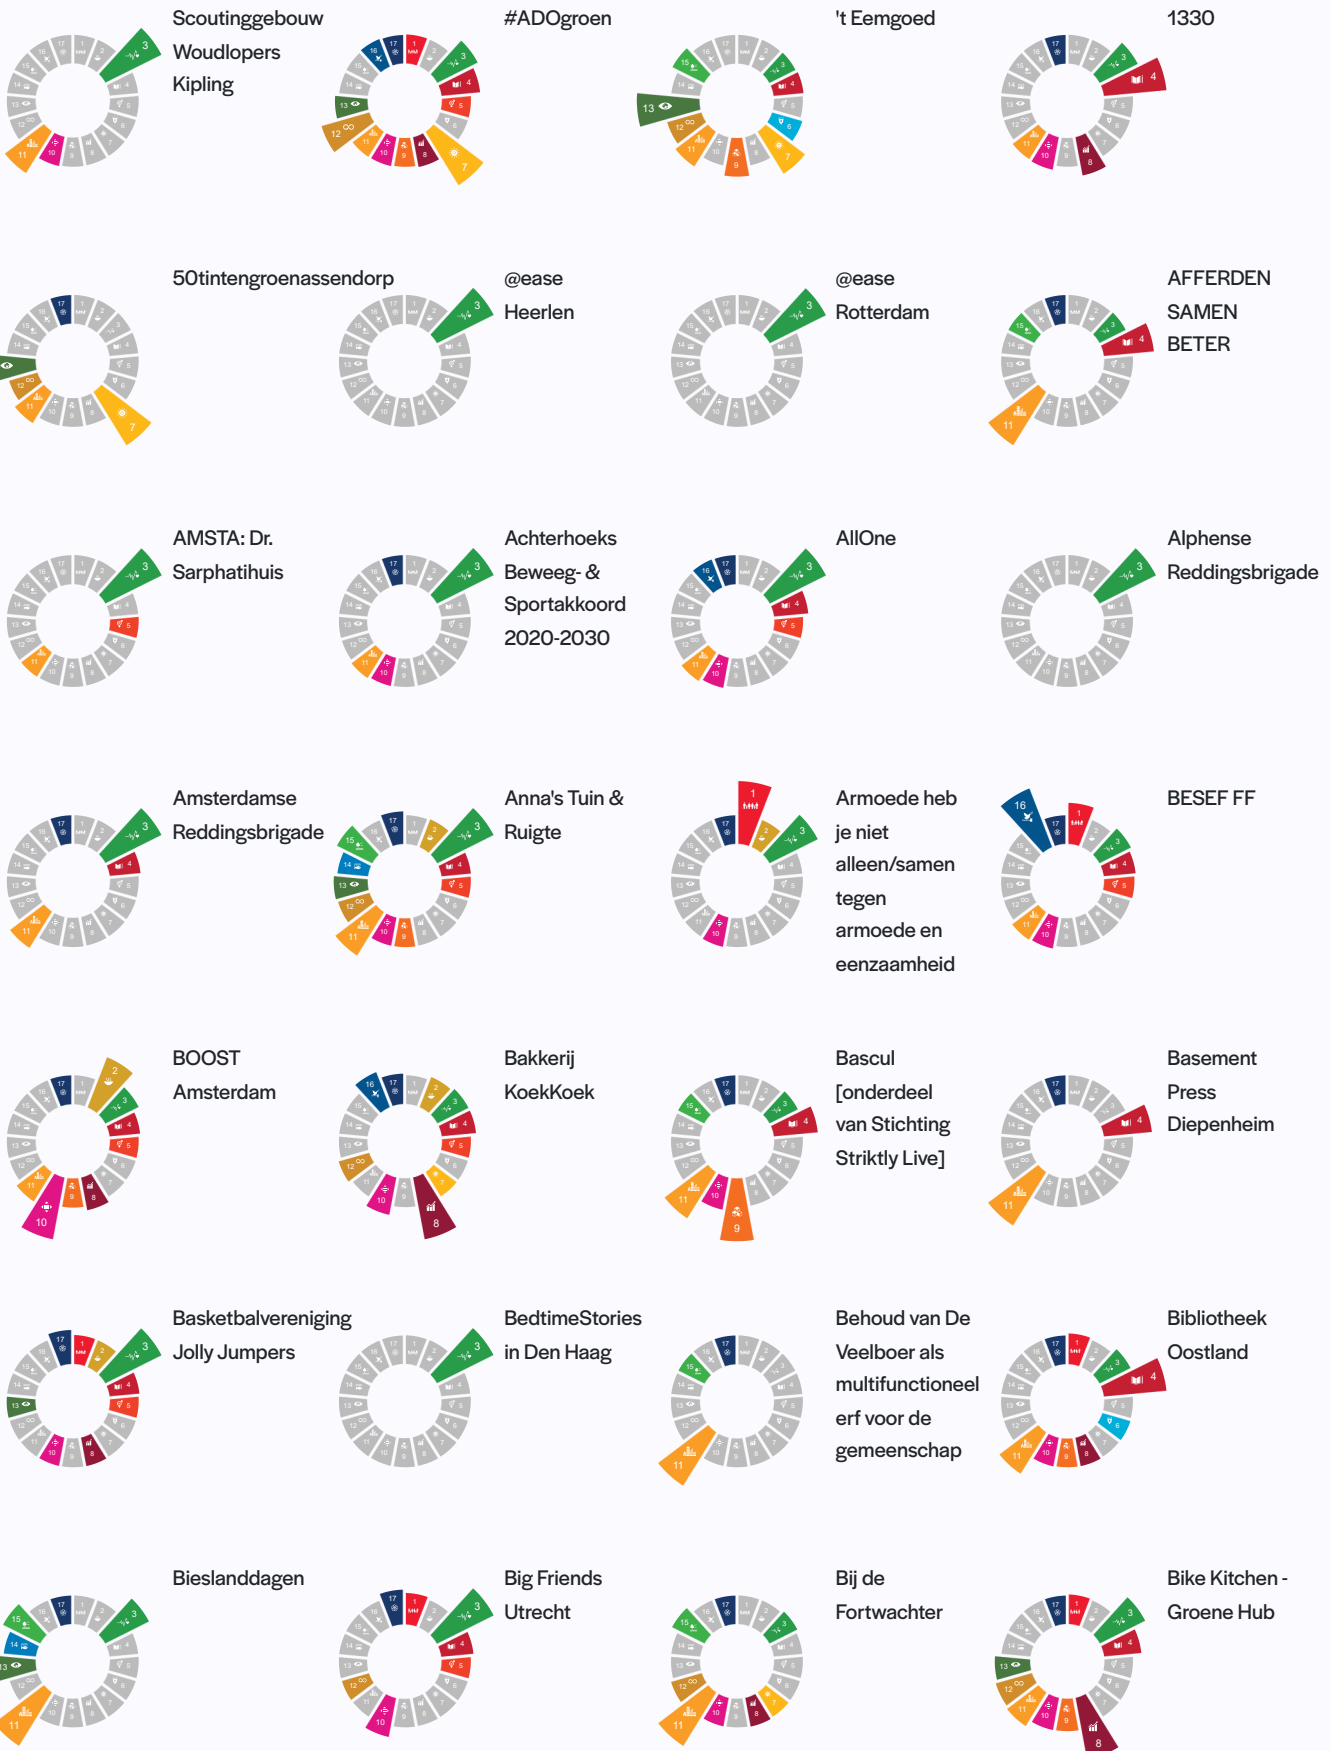 Scoutinggebouw
Woudlopers
Kipling
#ADOgroen
't Eemgoed
1330
50tintengroenassendorp
@ease
Heerlen
@ease
Rotterdam
AFFERDEN
SAMEN
BETER
AMSTA: Dr.
Sarphatihuis
Achterhoeks
Beweeg- &
Sportakkoord
2020-2030
AllOne
Alphense
Reddingsbrigade
Amsterdamse
Reddingsbrigade
Anna's Tuin &
Ruigte
Armoede heb
je niet
alleen/samen
tegen
armoede en
eenzaamheid
BESEF FF
BOOST
Amsterdam
Bakkerij
KoekKoek
Bascul
[onderdeel
van Stichting
Striktly Live]
Basement
Press
Diepenheim
Basketbalvereniging
Jolly Jumpers
BedtimeStories
in Den Haag
Behoud van De
Veelboer als
multifunctioneel
erf voor de
gemeenschap
Bibliotheek
Oostland
Bieslanddagen
Big Friends
Utrecht
Bij de
Fortwachter
Bike Kitchen -
Groene Hub